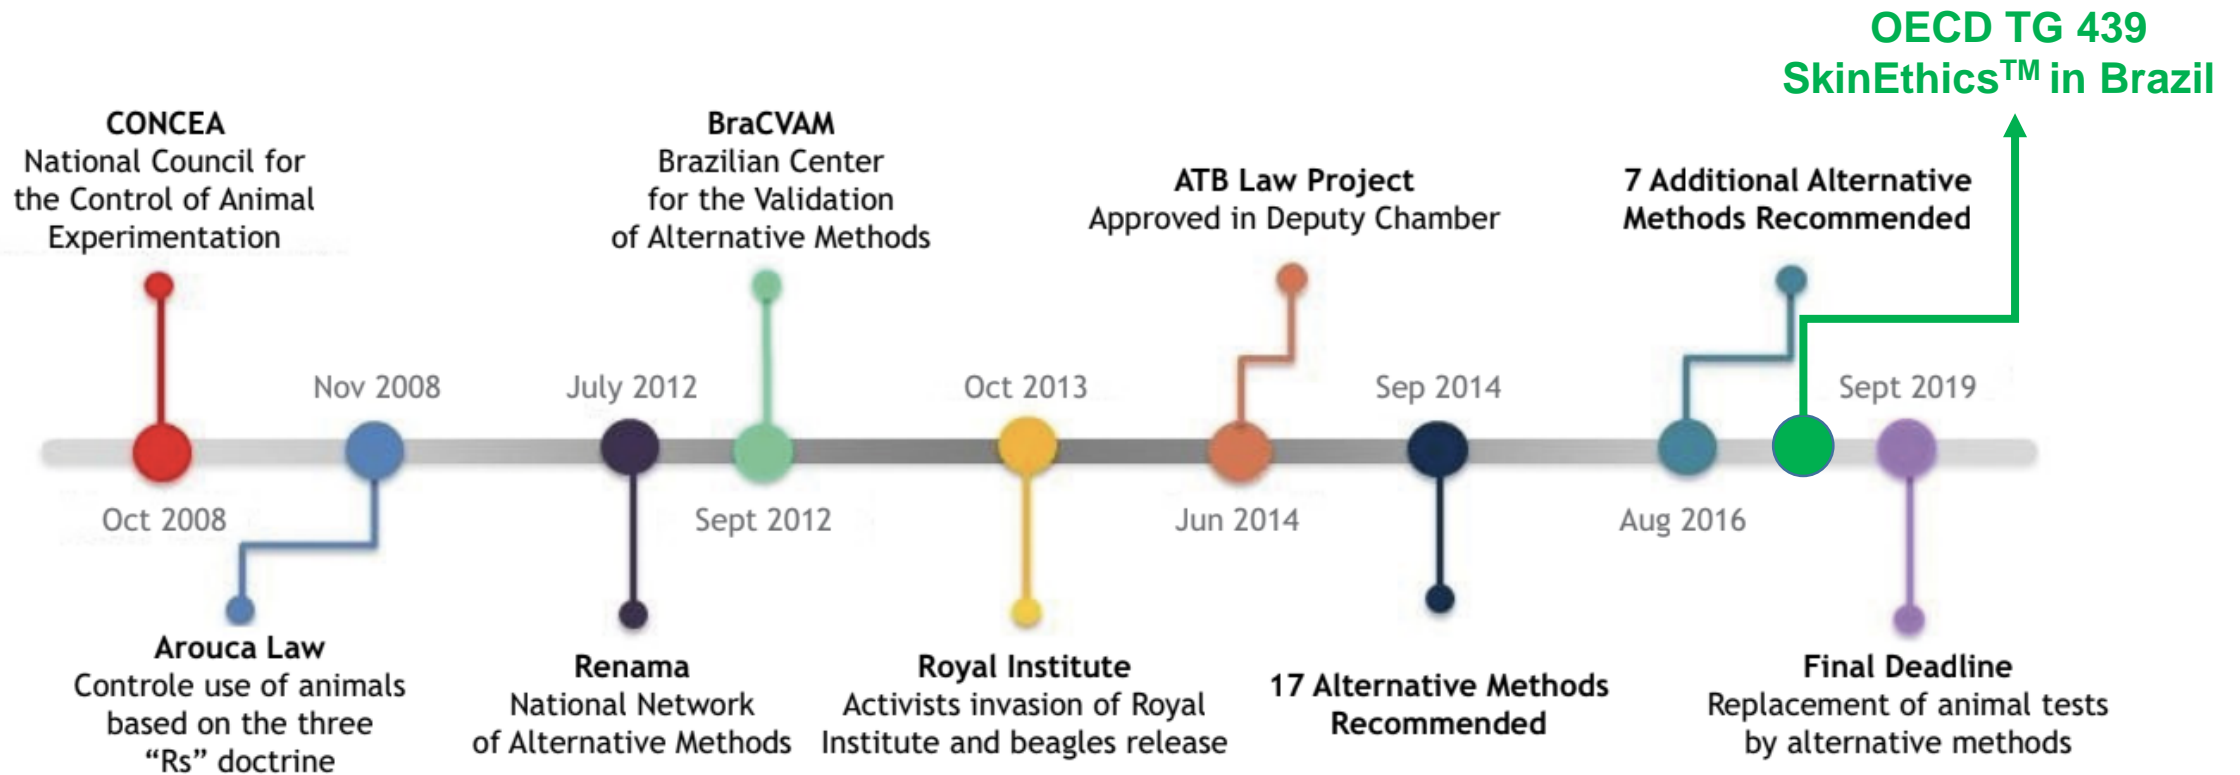 OECD TG 439
SkinEthics™ in Brazil
CONCEA
National Council for
the Control of Animal
Experimentation
BraCVAM
Brazilian Center
for the Validation
of Alternative Methods
ATB Law Project
Approved in Deputy Chamber
7 Additional Alternative
Methods Recommended
Nov 2008
July 2012
Oct 2013
Sep 2014
Sept 2019
Oct 2008
Sept 2012
Jun 2014
Aug 2016
Arouca Law
Controle use of animals
based on the three
“Rs” doctrine
Renama
National Network
of Alternative Methods
Royal Institute
Activists invasion of Royal
Institute and beagles release
17 Alternative Methods
Recommended
Final Deadline
Replacement of animal tests
by alternative methods